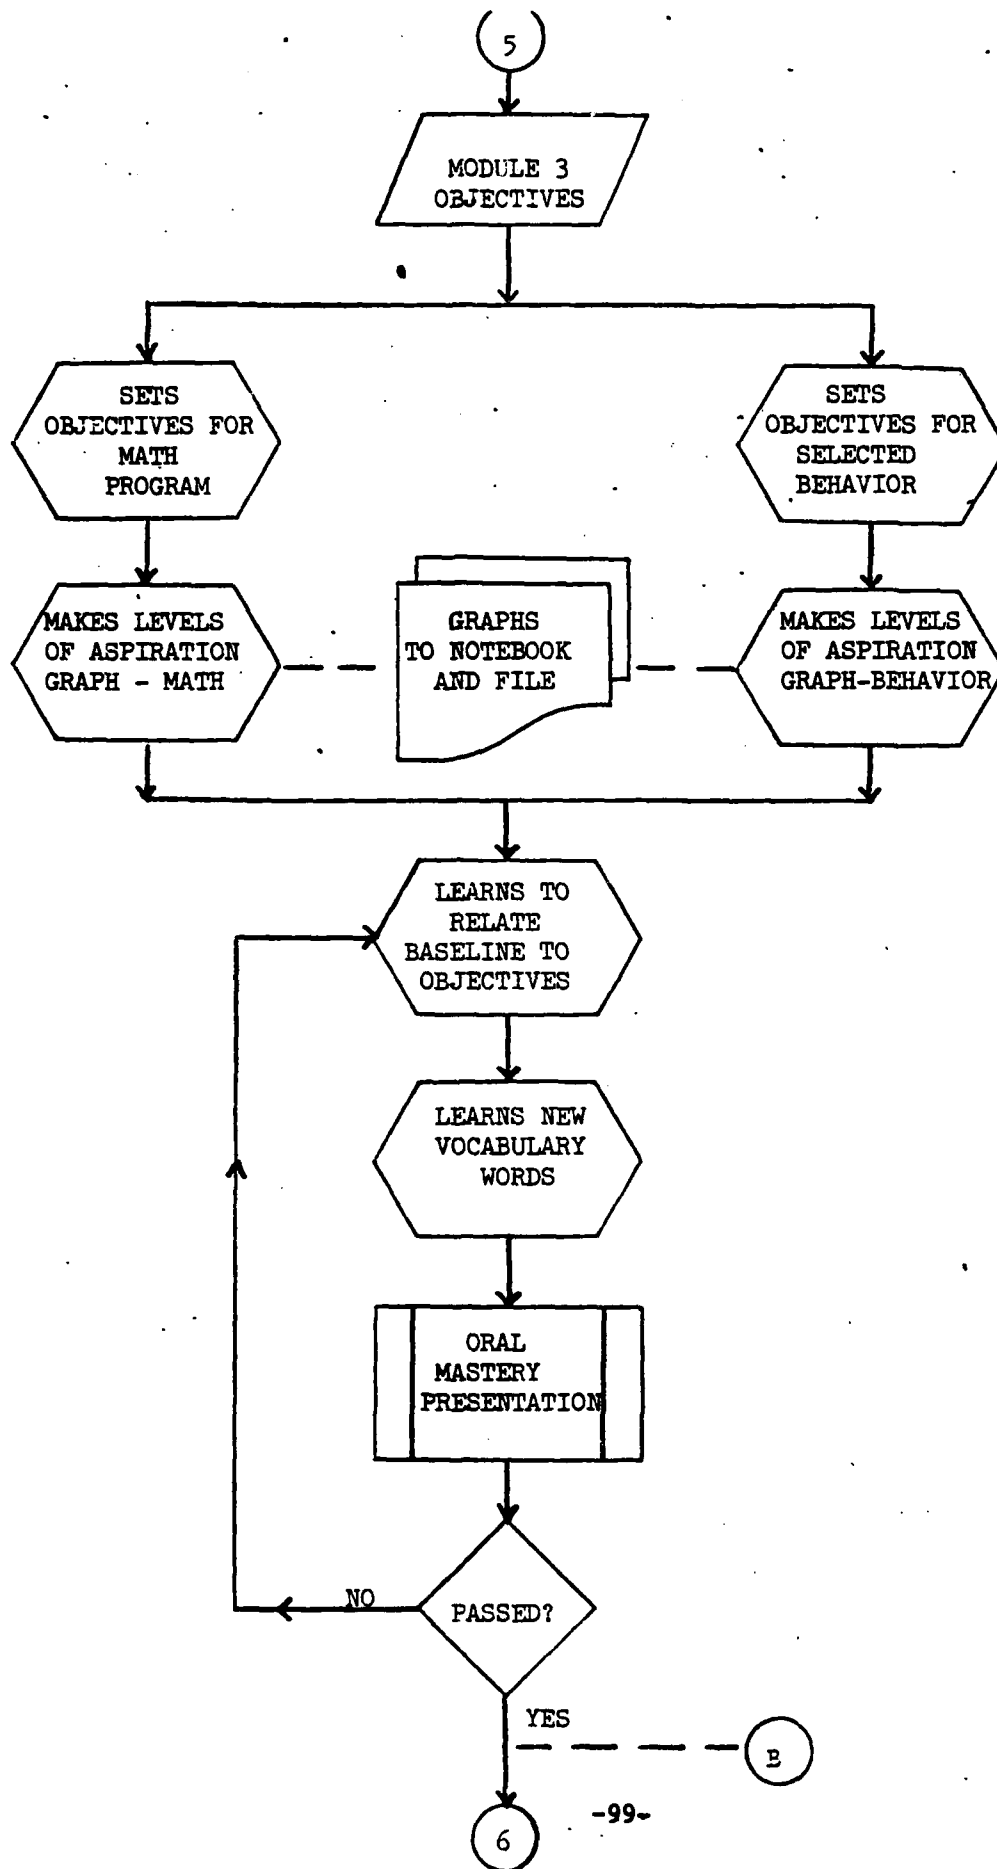 5
MODULE 3
OBJECTIVES
SETS
OBJECTIVES FOR
MATH
PROGRAM
SETS
OBJECTIVES FOR
SELECTED
BEHAVIOR
MAKES LEVELS
OF ASPIRATION
GRAPH - MATH
GRAPHS
TO NOTEBOOK
AND FILE
MAKES LEVELS
OF ASPIRATION
GRAPH-BEHAVIOR
LEARNS TO
RELATE
BASELINE TO
OBJECTIVES
LEARNS NEW
VOCABULARY
WORDS
ORAL
MASTERY
PRESENTATION
NO
PASSED?
YES
B
6
-99-